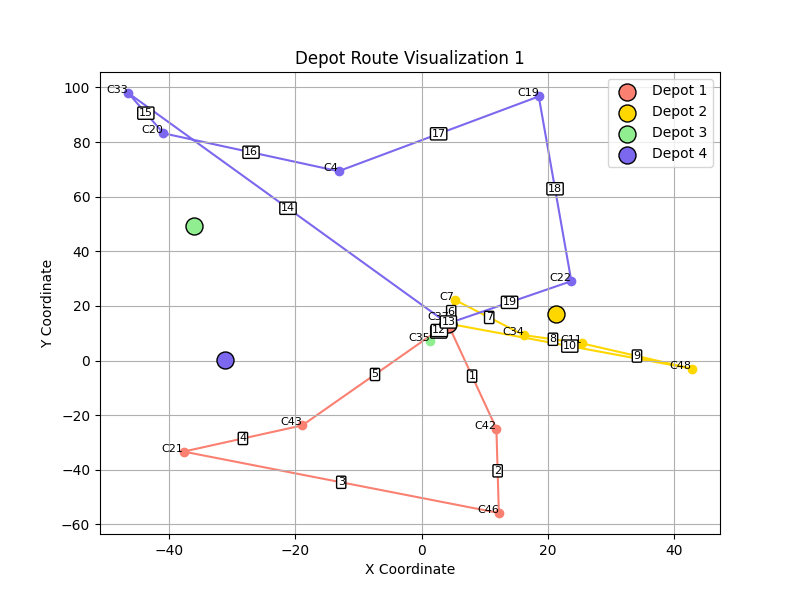 Depot Route Visualization 1
Depot 1
Depot 2
Depot 3
Depot 4
Y Coordinate
100
80
60
40
20
0
−20
−40
−60
C33
15
C20
16
C4
17
C19
18
14
C22
19
C7
6
7
13
12
C35
C34
8
C11
10
9
C48
1
5
C42
C43
4
C21
2
3
C46
−40
−20
0
20
40
X Coordinate